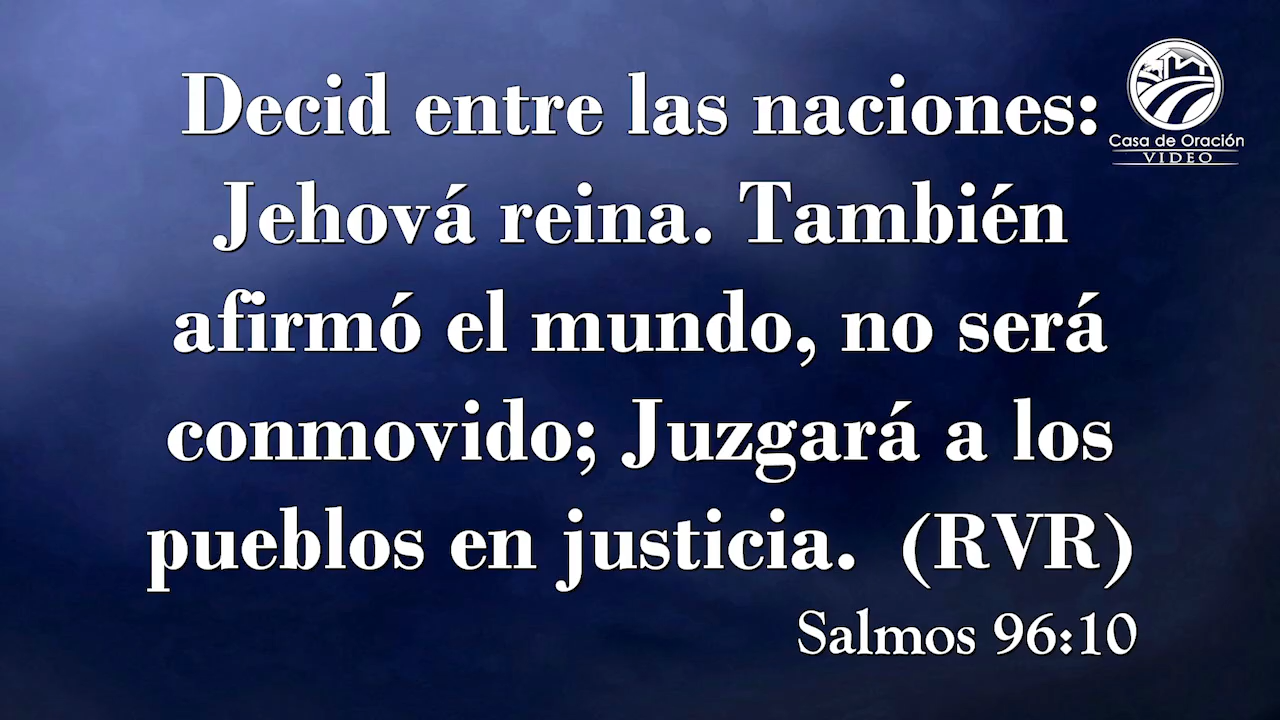 Decid entre las naciones:
Jehová reina. También
afirmó el mundo, no será
conmovido; Juzgará a los
pueblos en justicia. (RVR)
Salmos 96:10
Casa de Oración
VIDEO